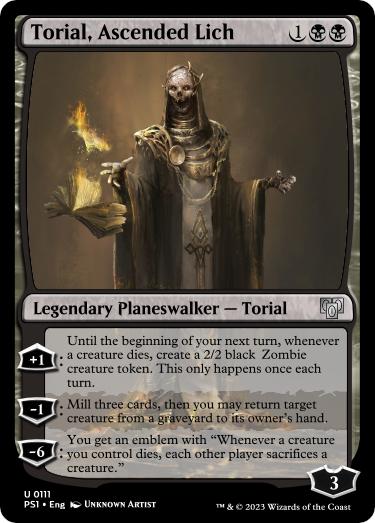 Torial, Ascended Lich 1
Legendary Planeswalker — Torial
+1: Until the beginning of your next turn, whenever
a creature dies, create a 2/2 black Zombie
creature token. This only happens once each
turn.
-1: Mill three cards, then you may return target
creature from a graveyard to its owner's hand.
-6: You get an emblem with “Whenever a creature
you control dies, each other player sacrifices a
creature.”
3
U 0111
PS1 • Eng Unknown Artist
™ & © 2023 Wizards of the Coast